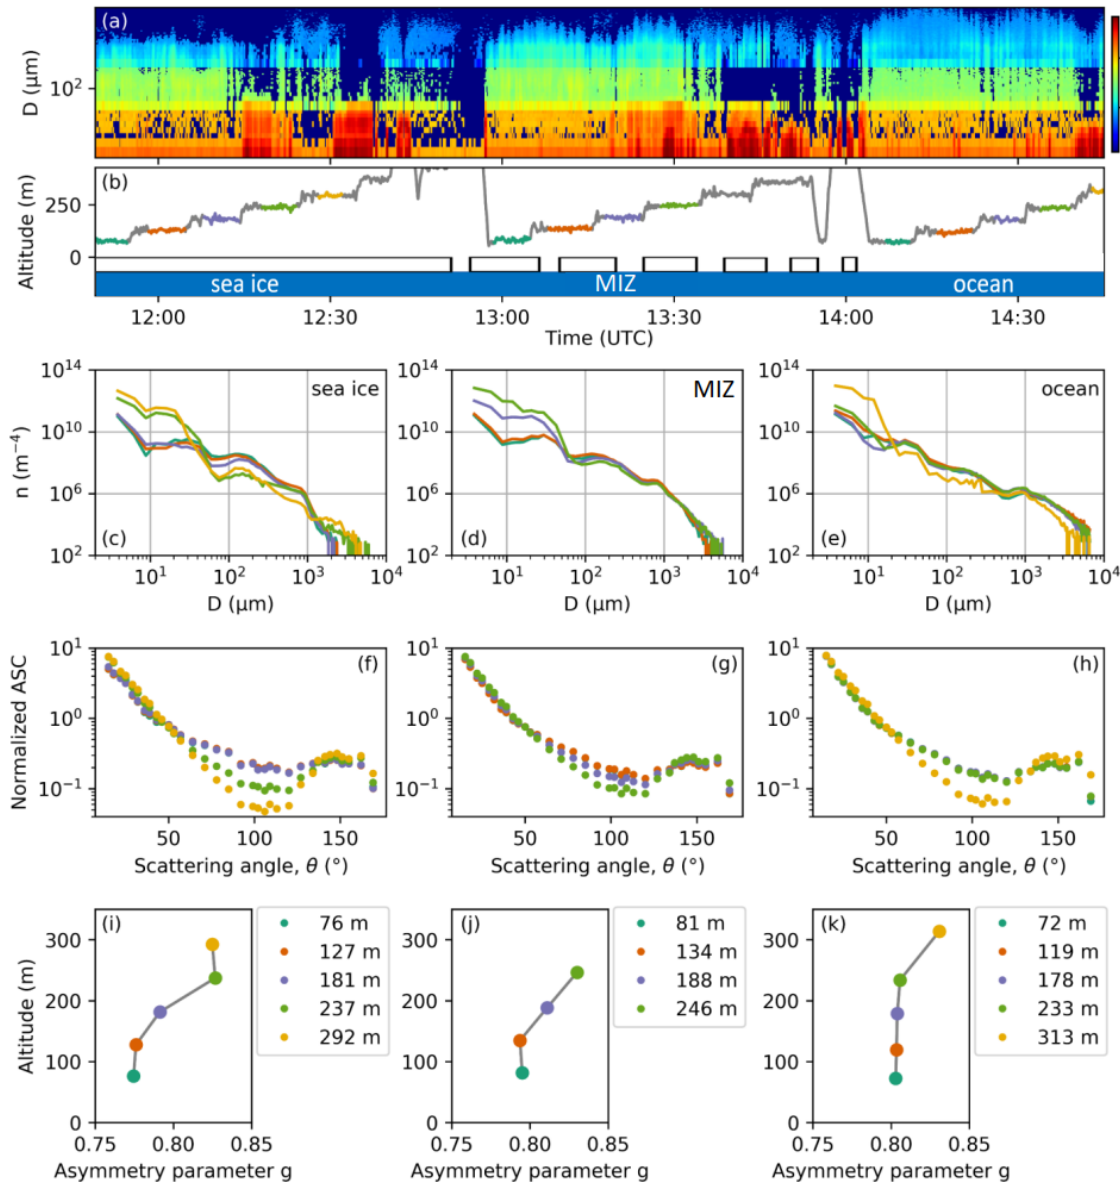 (a)
D (μm)
10²
(b)
Altitude (m)
250
0
sea ice
MIZ
ocean
12:00 12:30 13:00 13:30 14:00 14:30
Time (UTC)
10¹⁴ 10¹⁴ 10¹⁴
sea ice MIZ ocean
n (m⁻⁴)
10¹⁰ 10¹⁰ 10¹⁰
10⁶ 10⁶ 10⁶
(c) (d) (e)
10² 10² 10²
10¹ 10² 10³ 10⁴ 10¹ 10² 10³ 10⁴ 10¹ 10² 10³ 10⁴
D (μm) D (μm) D (μm)
10¹ 10¹ 10¹
(f) (g) (h)
Normalized ASC
10⁰ 10⁰ 10⁰
10⁻¹ 10⁻¹ 10⁻¹
50 100 150 50 100 150 50 100 150
Scattering angle, θ (°) Scattering angle, θ (°) Scattering angle, θ (°)
(i) 76 m (j) 81 m (k) 72 m
300 127 m 300 134 m 300 119 m
Altitude (m)
200 181 m 200 188 m 200 178 m
237 m 246 m 233 m
100 292 m 100 100 313 m
0 0 0
0.75 0.80 0.85 0.75 0.80 0.85 0.75 0.80 0.85
Asymmetry parameter g Asymmetry parameter g Asymmetry parameter g